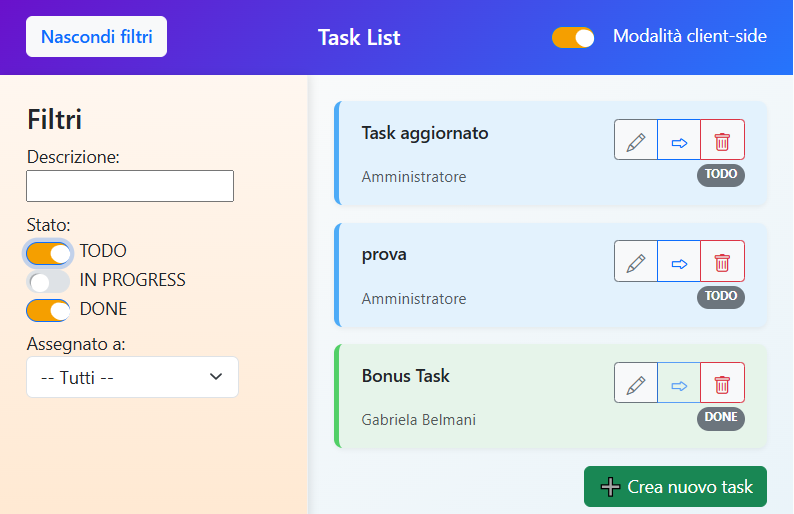 Nascondi filtri
Task List
Modalità client-side
Filtri
Descrizione:
Stato:
TODO
IN PROGRESS
DONE
Assegnato a:
-- Tutti --
Task aggiornato
Amministratore
TODO
prova
Amministratore
TODO
Bonus Task
Gabriela Belmani
DONE
Crea nuovo task